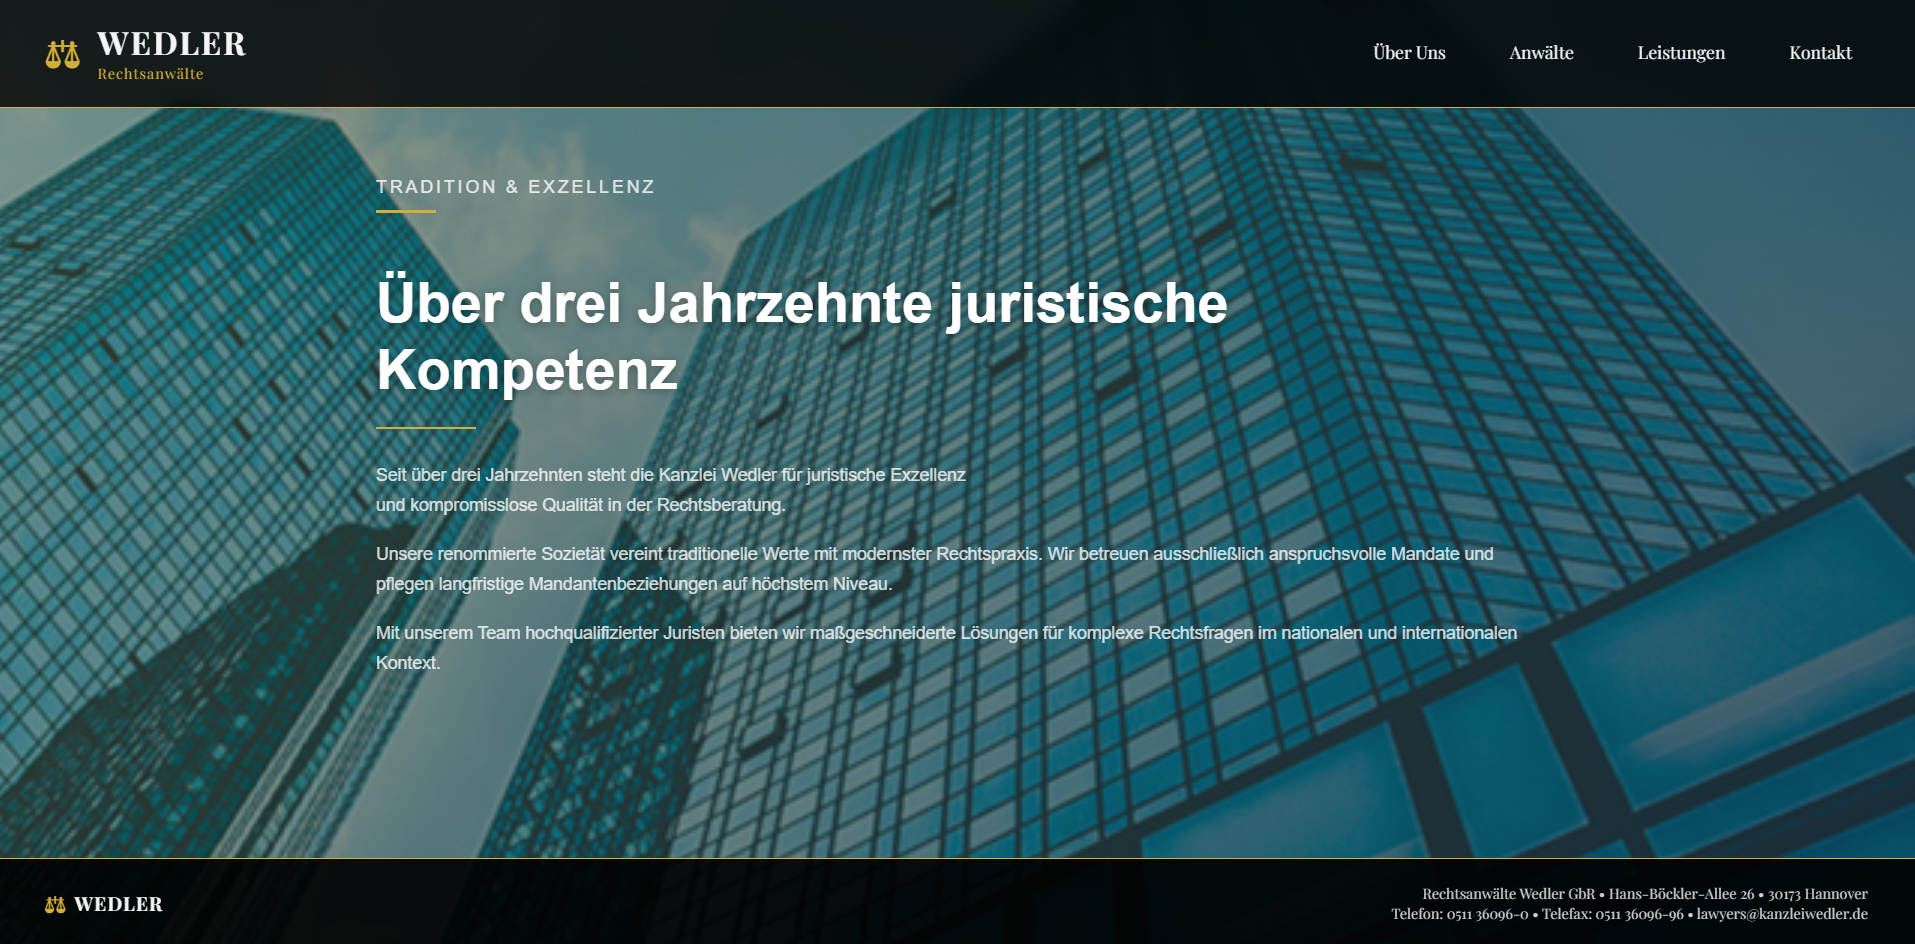 WEDLER
Rechtsanwälte
Über Uns
Anwälte
Leistungen
Kontakt
TRADITION & EXZELLENZ
Über drei Jahrzehnte juristische
Kompetenz
Seit über drei Jahrzehnten steht die Kanzlei Wedler für juristische Exzellenz
und kompromisslose Qualität in der Rechtsberatung.
Unsere renommierte Sozietät vereint traditionelle Werte mit modernster Rechtspraxis. Wir betreuen ausschließlich anspruchsvolle Mandate und
pflegen langfristige Mandantenbeziehungen auf höchstem Niveau.
Mit unserem Team hochqualifizierter Juristen bieten wir maßgeschneiderte Lösungen für komplexe Rechtsfragen im nationalen und internationalen
Kontext.
WEDLER
Rechtsanwälte Wedler GbR • Hans-Böckler-Allee 26 • 30173 Hannover
Telefon: 0511 36096-0 • Telefax: 0511 36096-96 • lawyers@kanzleiwedler.de